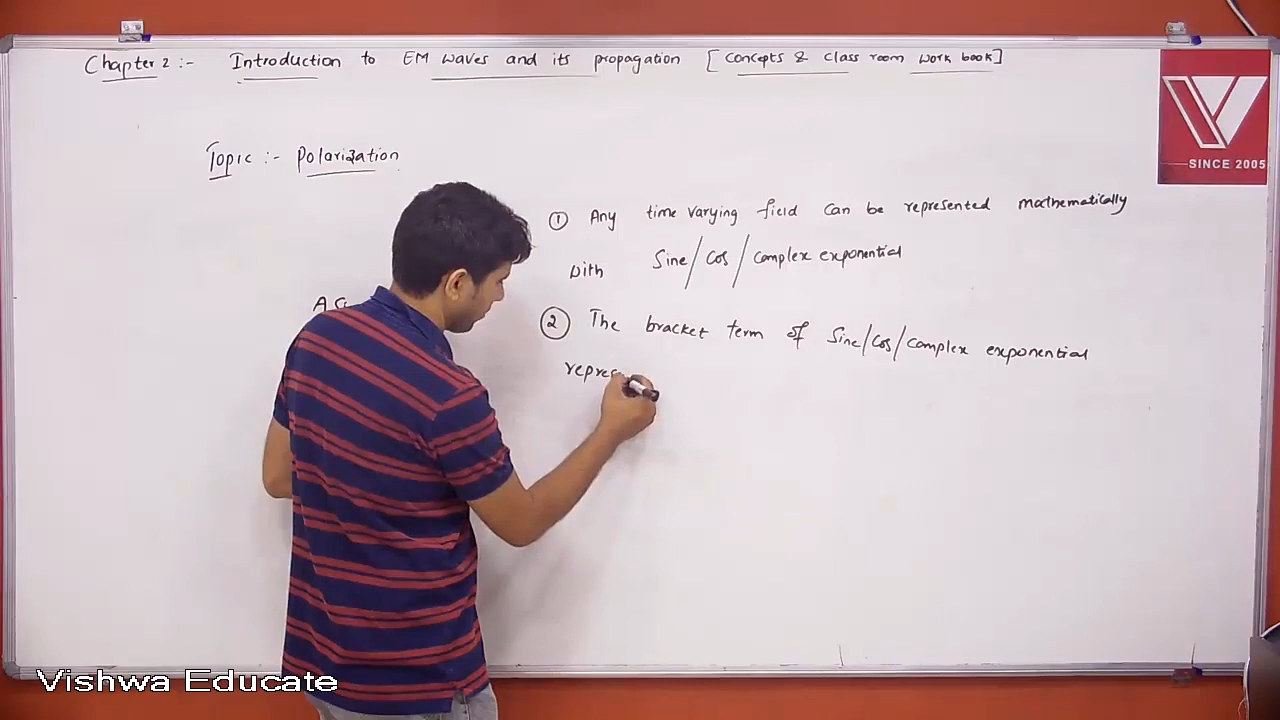 Chapter 2 :- Introduction to EM waves and its propagation [Concepts & Class room work book]
SINCE 2005
Topic :- Polarization
① Any time varying field can be represented mathematically
with Sine/Cos/complex exponential
② The bracket term of Sine/Cos/complex exponential
Vishwa Educate